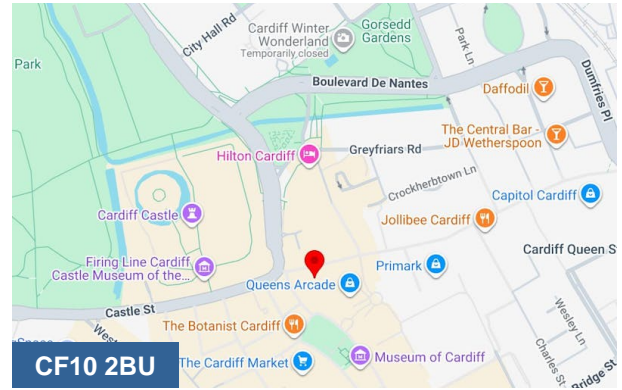 City Hall Rd
Cardiff Winter
Wonderland
Temporarily closed
Gorsedd
Gardens
Park
Park Ln
Boulevard De Nantes
Dumfries Pl
Daffodil
The Central Bar -
JD Wetherspoon
Hilton Cardiff
Greyfriars Rd
Crockherbtown Ln
Capitol Cardiff
Cardiff Castle
Jollibee Cardiff
Firing Line Cardiff
Castle Museum of the...
Primark
Cardiff Queen S
Queens Arcade
Castle St
The Botanist Cardiff
Wesley Ln
Charles St
The Cardiff Market
Museum of Cardiff
Bridge St
CF10 2BU